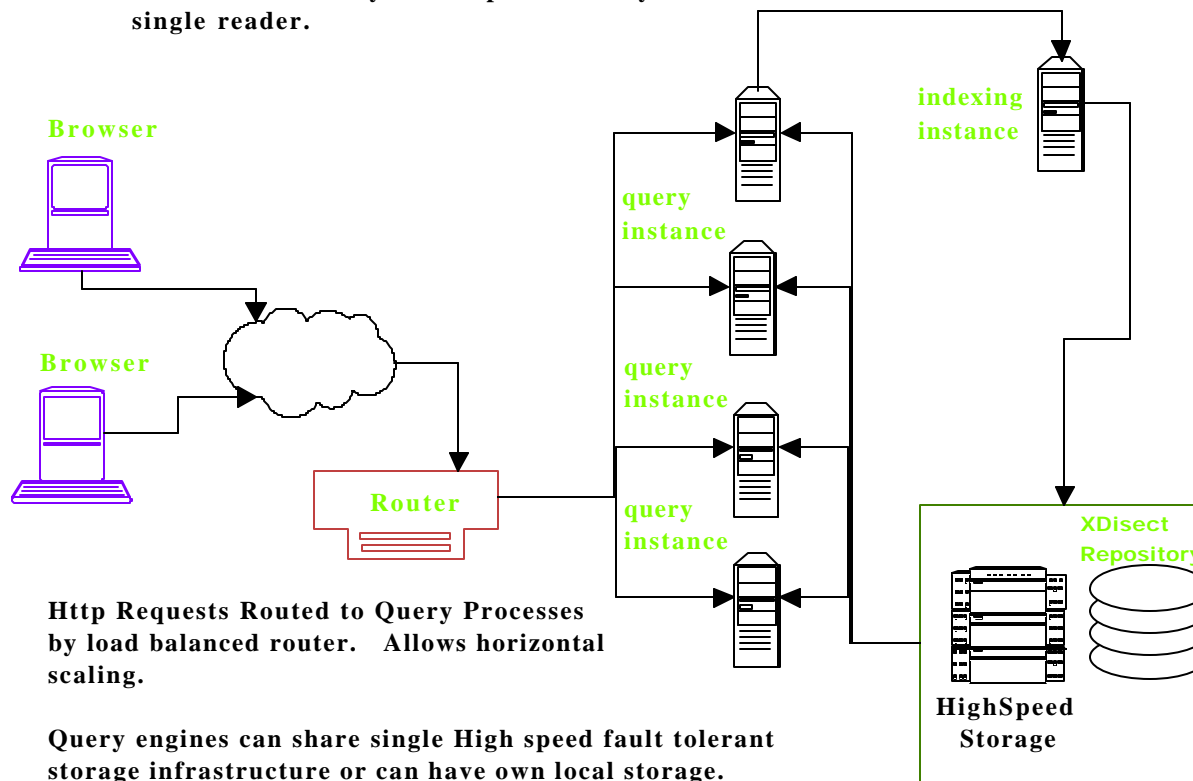 single reader.
Browser
indexing
instance
query
instance
Browser
query
instance
Router
query
instance
XDisect
Repository
Http Requests Routed to Query Processes
by load balanced router. Allows horizontal
scaling.
HighSpeed
Storage
Query engines can share single High speed fault tolerant
storage infrastructure or can have own local storage.